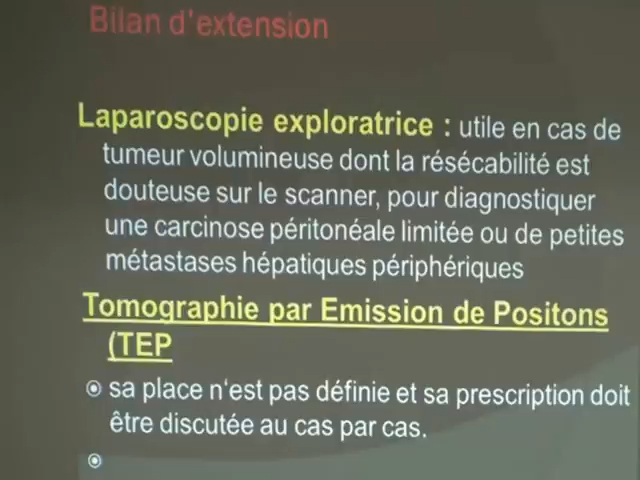 Bilan d'extension
Laparoscopie exploratrice : utile en cas de
tumeur volumineuse dont la résécabilité est
douteuse sur le scanner, pour diagnostiquer
une carcinose péritonéale limitée ou de petites
métastases hépatiques périphériques
Tomographie par Emission de Positons
(TEP
sa place n'est pas définie et sa prescription doit
être discutée au cas par cas.